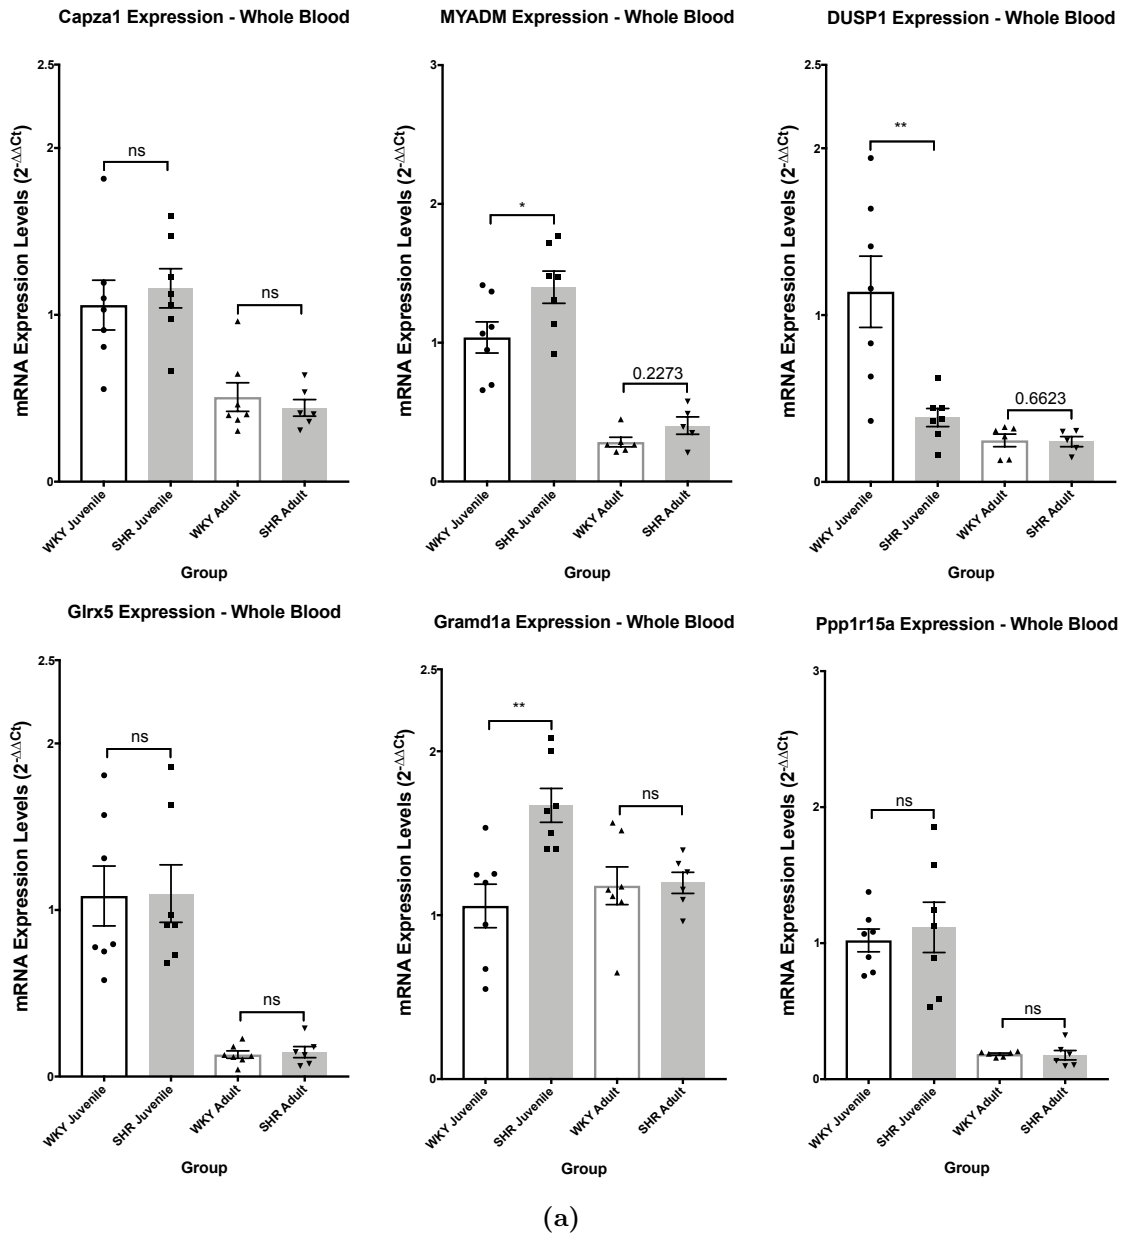 Capza1 Expression - Whole Blood
mRNA Expression Levels (2-ΔΔCt)
2.5
2
1
0
ns
ns
WKY Juvenile
SHR Juvenile
WKY Adult
SHR Adult
Group
MYADM Expression - Whole Blood
mRNA Expression Levels (2-ΔΔCt)
3
2
1
0
*
0.2273
WKY Juvenile
SHR Juvenile
WKY Adult
SHR Adult
Group
DUSP1 Expression - Whole Blood
mRNA Expression Levels (2-ΔΔCt)
2.5
2
1
0
**
0.6623
WKY Juvenile
SHR Juvenile
WKY Adult
SHR Adult
Group
Glrx5 Expression - Whole Blood
mRNA Expression Levels (2-ΔΔCt)
2.5
2
1
0
ns
ns
WKY Juvenile
SHR Juvenile
WKY Adult
SHR Adult
Group
Gramd1a Expression - Whole Blood
mRNA Expression Levels (2-ΔΔCt)
2.5
2
1
0
**
ns
WKY Juvenile
SHR Juvenile
WKY Adult
SHR Adult
Group
Ppp1r15a Expression - Whole Blood
mRNA Expression Levels (2-ΔΔCt)
3
2
1
0
ns
ns
WKY Juvenile
SHR Juvenile
WKY Adult
SHR Adult
Group
(a)